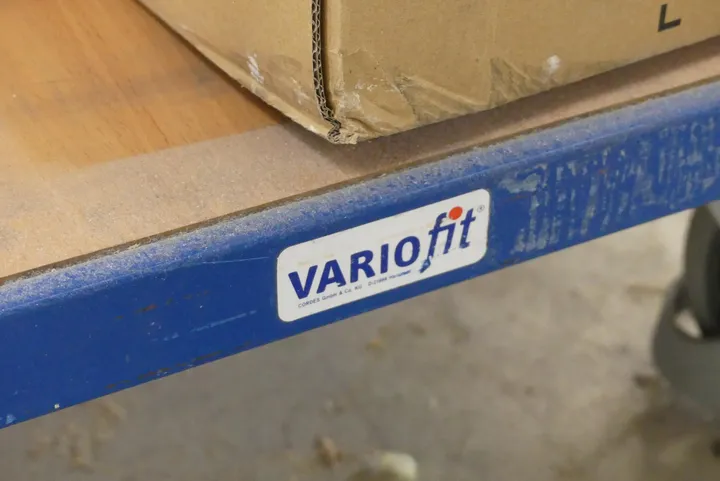 L
VARIOfit®
CORDES GmbH & Co. KG